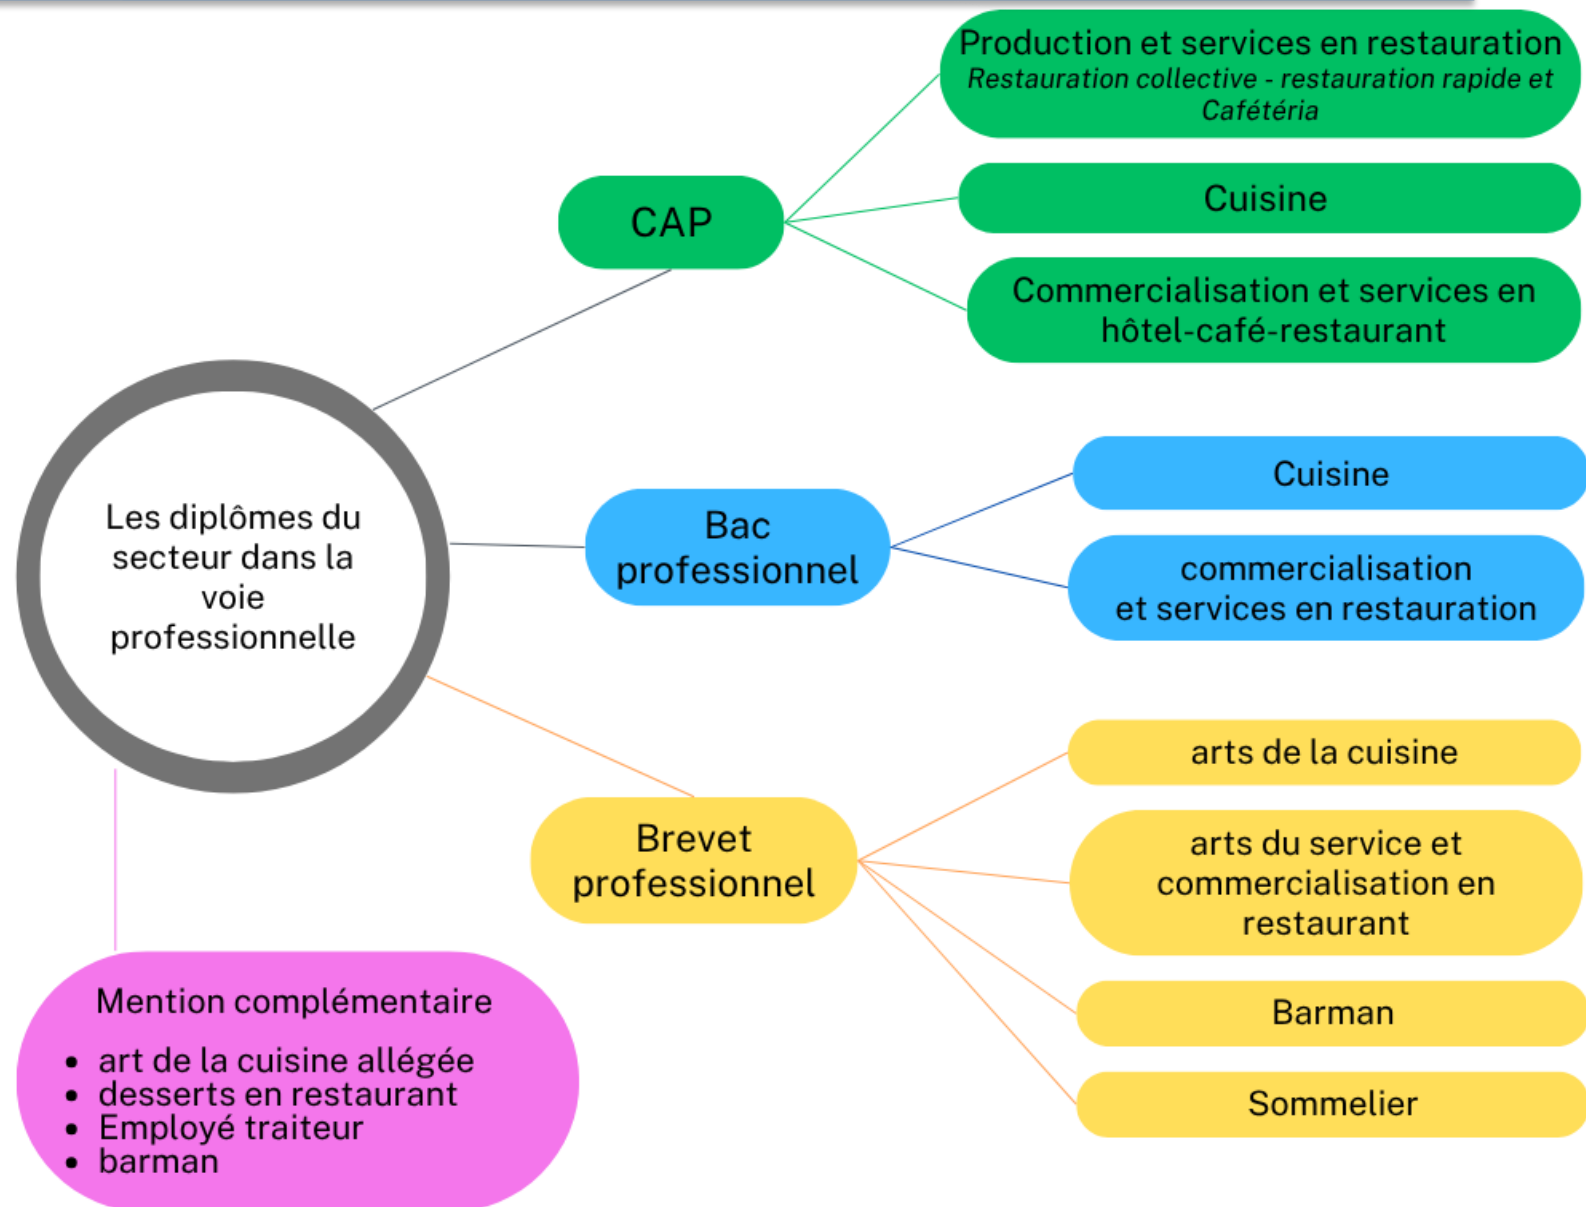 Les diplômes du
secteur dans la
voie
professionnelle
CAP
Production et services en restauration
Restauration collective - restauration rapide et
Cafétéria
Cuisine
Commercialisation et services en
hôtel-café-restaurant
Bac
professionnel
Cuisine
commercialisation
et services en restauration
Brevet
professionnel
arts de la cuisine
arts du service et
commercialisation en
restaurant
Barman
Sommelier
Mention complémentaire
• art de la cuisine allégée
• desserts en restaurant
• Employé traiteur
• barman